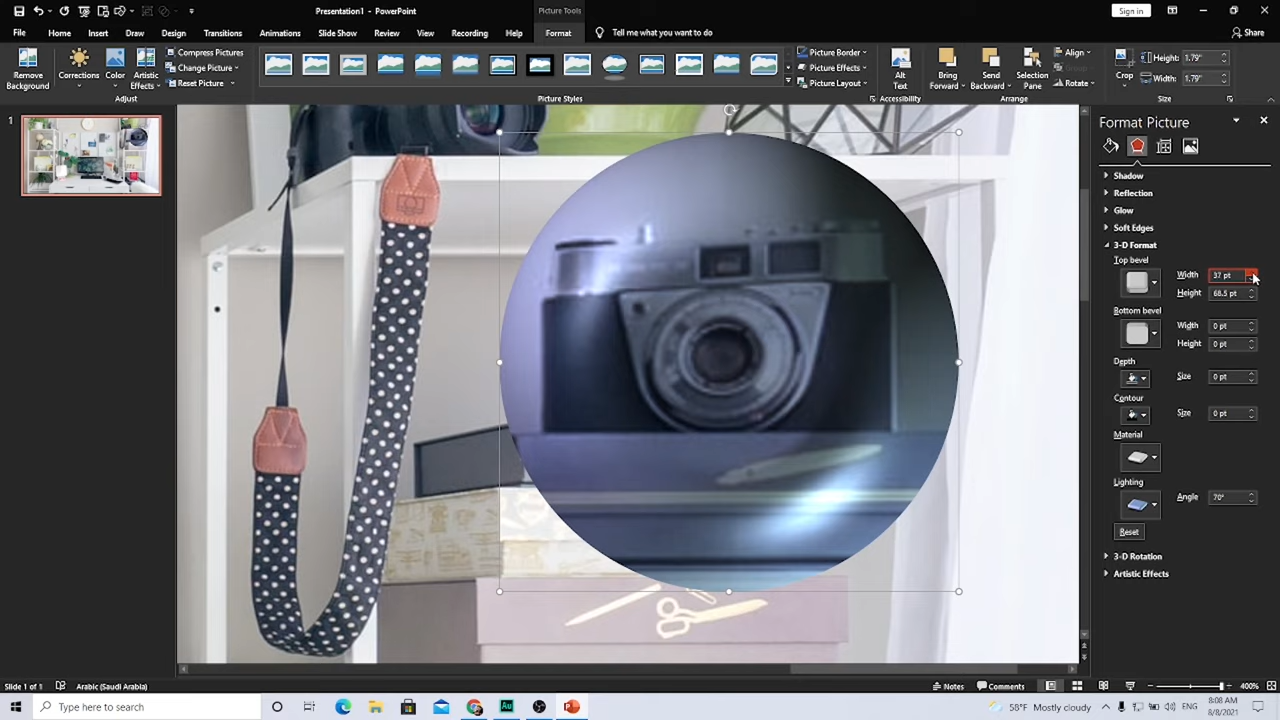 Presentation1 - PowerPoint
Picture Tools
Sign in
File
Home
Insert
Draw
Design
Transitions
Animations
Slide Show
Review
View
Recording
Help
Format
Tell me what you want to do
Share
Remove Background
Corrections
Color
Artistic Effects
Compress Pictures
Change Picture
Reset Picture
Adjust
Picture Styles
Picture Border
Picture Effects
Picture Layout
Alt Text
Accessibility
Bring Forward
Send Backward
Selection Pane
Align
Group
Rotate
Arrange
Crop
Height: 1.79"
Width: 1.79"
Size
1
Format Picture
Shadow
Reflection
Glow
Soft Edges
3-D Format
Top bevel
Width 37 pt
Height 68.5 pt
Bottom bevel
Width 0 pt
Height 0 pt
Depth
Size 0 pt
Contour
Size 0 pt
Material
Lighting
Angle 70°
Reset
3-D Rotation
Artistic Effects
Slide 1 of 1
Arabic (Saudi Arabia)
Notes
Comments
400%
Type here to search
58°F Mostly cloudy
8:08 AM
8/8/2021